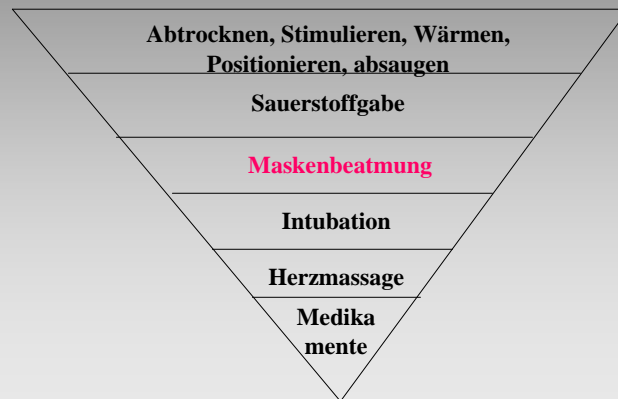 Abtrocknen, Stimulieren, Wärmen,
Positionieren, absaugen
Sauerstoffgabe
Maskenbeatmung
Intubation
Herzmassage
Medika
mente